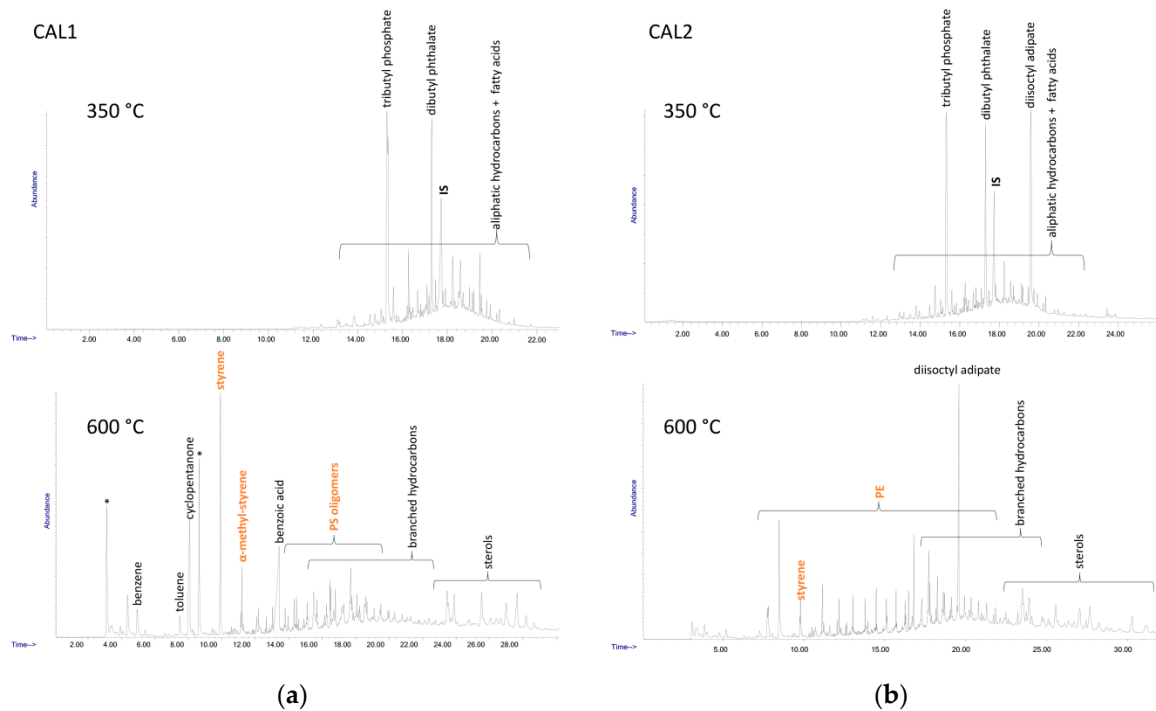 CAL1
350 °C
tributyl phosphate
dibutyl phthalate
IS
aliphatic hydrocarbons + fatty acids
Abundance
Time-->
2.00 4.00 6.00 8.00 10.00 12.00 14.00 16.00 18.00 20.00 22.00
600 °C
*
benzene
toluene
cyclopentanone
*
styrene
α-methyl-styrene
benzoic acid
PS oligomers
branched hydrocarbons
sterols
Abundance
Time-->
2.00 4.00 6.00 8.00 10.00 12.00 14.00 16.00 18.00 20.00 22.00 24.00 26.00 28.00
(a)
CAL2
350 °C
tributyl phosphate
dibutyl phthalate
IS
diisoctyl adipate
aliphatic hydrocarbons + fatty acids
Abundance
Time-->
2.00 4.00 6.00 8.00 10.00 12.00 14.00 16.00 18.00 20.00 22.00 24.00
600 °C
diisoctyl adipate
PE
styrene
branched hydrocarbons
sterols
Abundance
Time-->
5.00 10.00 15.00 20.00 25.00 30.00
(b)